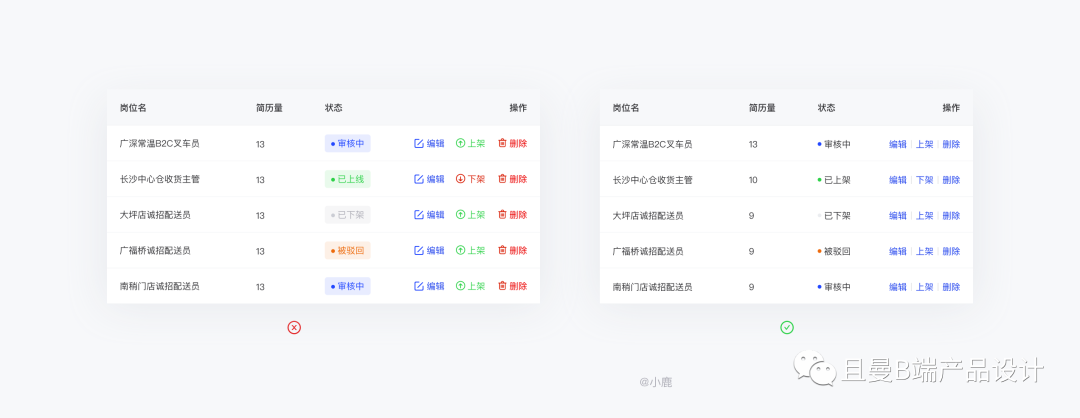 岗位名 简历量 状态 操作
广深常温B2C叉车员 13 审核中 编辑 上架 删除
长沙中心仓收货主管 13 已上线 编辑 下架 删除
大坪店诚招配送员 13 已下架 编辑 上架 删除
广福桥诚招配送员 13 被驳回 编辑 上架 删除
南稍门店诚招配送员 13 审核中 编辑 上架 删除
岗位名 简历量 状态 操作
广深常温B2C叉车员 13 审核中 编辑 上架 删除
长沙中心仓收货主管 10 已上架 编辑 下架 删除
大坪店诚招配送员 9 已下架 编辑 上架 删除
广福桥诚招配送员 9 被驳回 编辑 上架 删除
南稍门店诚招配送员 9 审核中 编辑 上架 删除
@小鹿
且曼B端产品设计